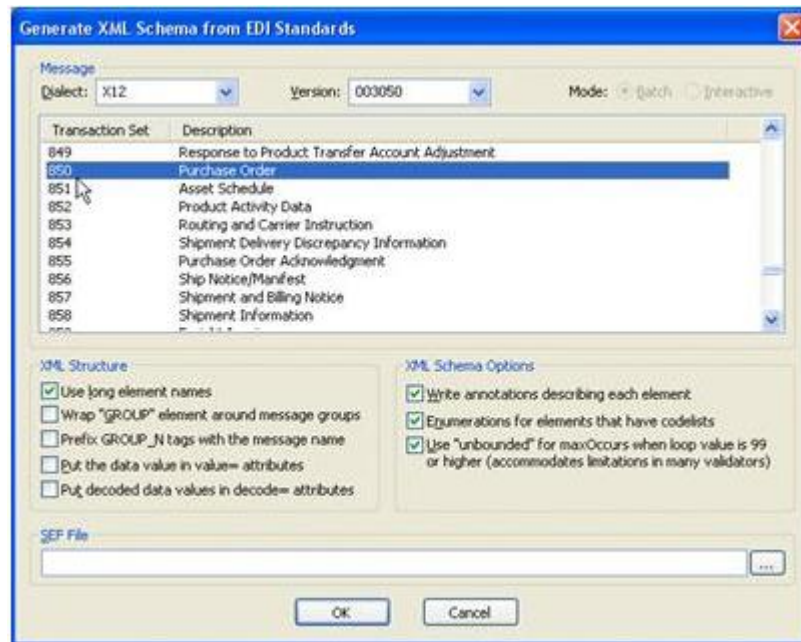 Generate XML Schema from EDI Standards
Message
Dialect: X12 Version: 003050 Mode: Batch Interactive
Transaction Set Description
849 Response to Product Transfer Account Adjustment
850 Purchase Order
851 Asset Schedule
852 Product Activity Data
853 Routing and Carrier Instruction
854 Shipment Delivery Discrepancy Information
855 Purchase Order Acknowledgment
856 Ship Notice/Manifest
857 Shipment and Billing Notice
858 Shipment Information
XML Structure
Use long element names
Wrap "GROUP" element around message groups
Prefix GROUP_N tags with the message name
Put the data value in value= attributes
Put decoded data values in decode= attributes
XML Schema Options
Write annotations describing each element
Enumerations for elements that have codelists
Use "unbounded" for maxOccurs when loop value is 99
or higher (accommodates limitations in many validators)
SEF File
...
OK Cancel